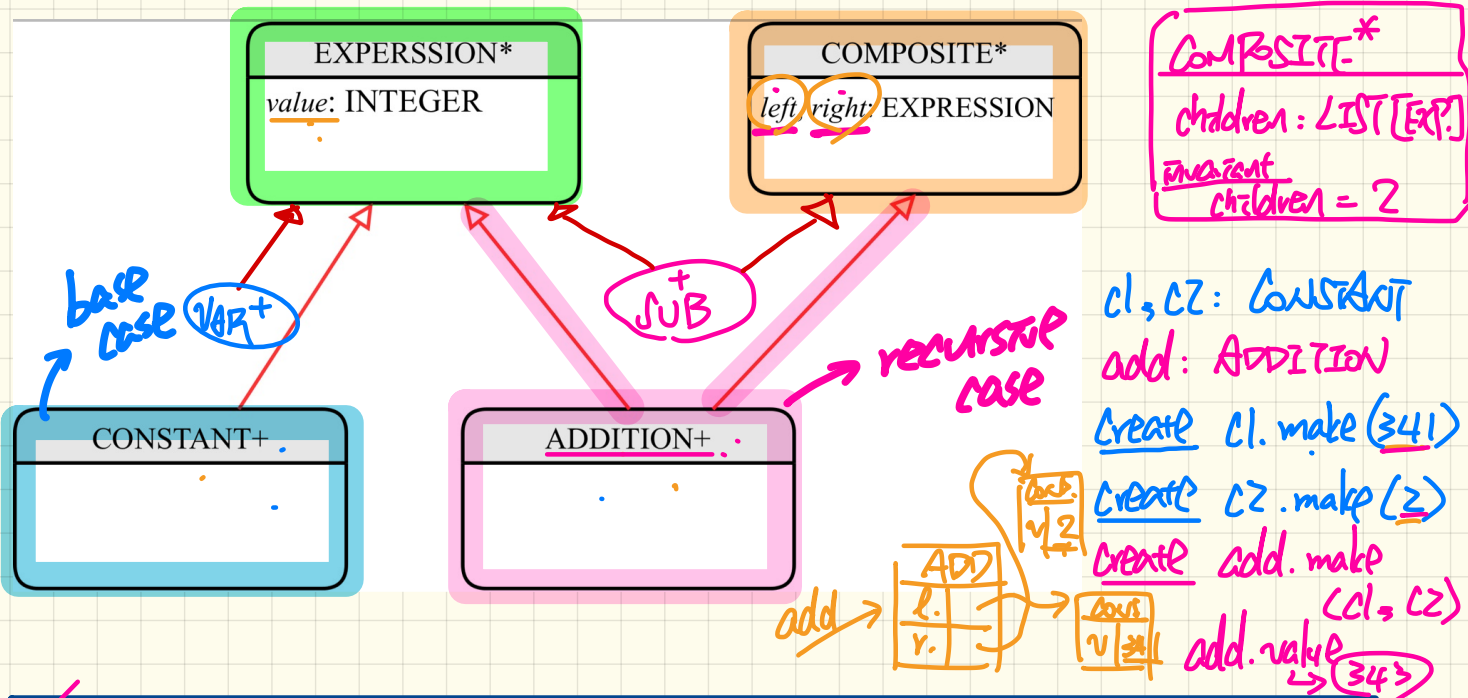 EXPERSSION*
value: INTEGER
COMPOSITE*
left, right: EXPRESSION
COMPOSITE*
children: LIST[EXP.]
invariant
children = 2
base
case
VAR+
+
SUB
recursive
case
CONSTANT+
ADDITION+
c1, c2: CONSTANT
add: ADDITION
create c1.make(341)
create c2.make(2)
create add.make
(c1, c2)
add.value
↳ 343
add
ADD
l.
r.
const.
v 2
cons
v